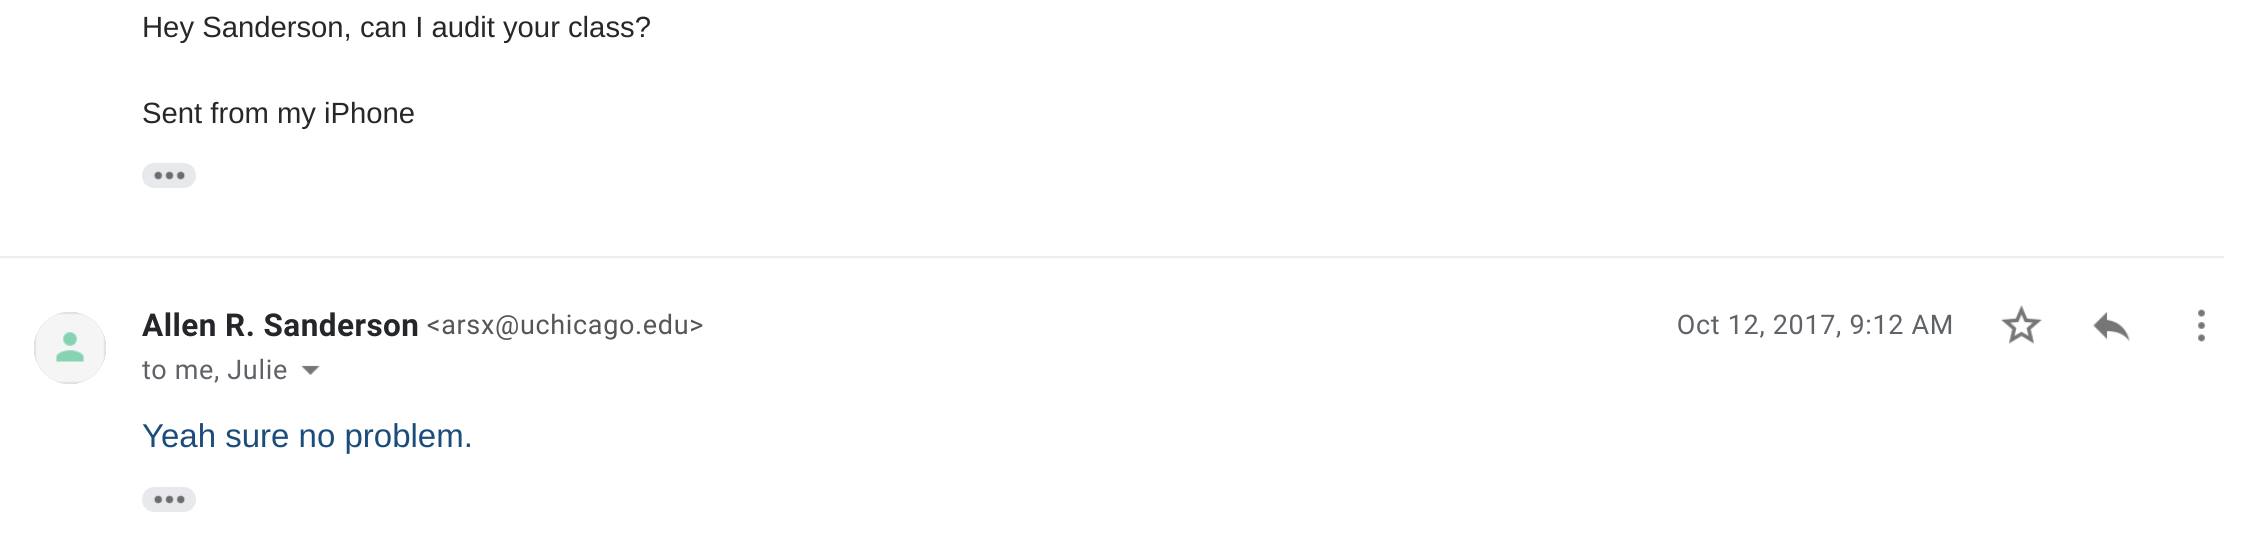 Hey Sanderson, can I audit your class?
Sent from my iPhone
Allen R. Sanderson <arsx@uchicago.edu> Oct 12, 2017, 9:12 AM
to me, Julie
Yeah sure no problem.